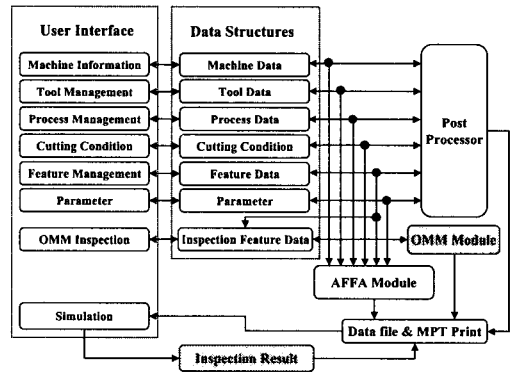 User Interface
Data Structures
Machine Information
Machine Data
Tool Management
Tool Data
Process Management
Process Data
Post
Processor
Cutting Condition
Cutting Condition
Feature Management
Feature Data
Parameter
Parameter
OMM Inspection
Inspection Feature Data
OMM Module
AFFA Module
Simulation
Data file & MPT Print
Inspection Result